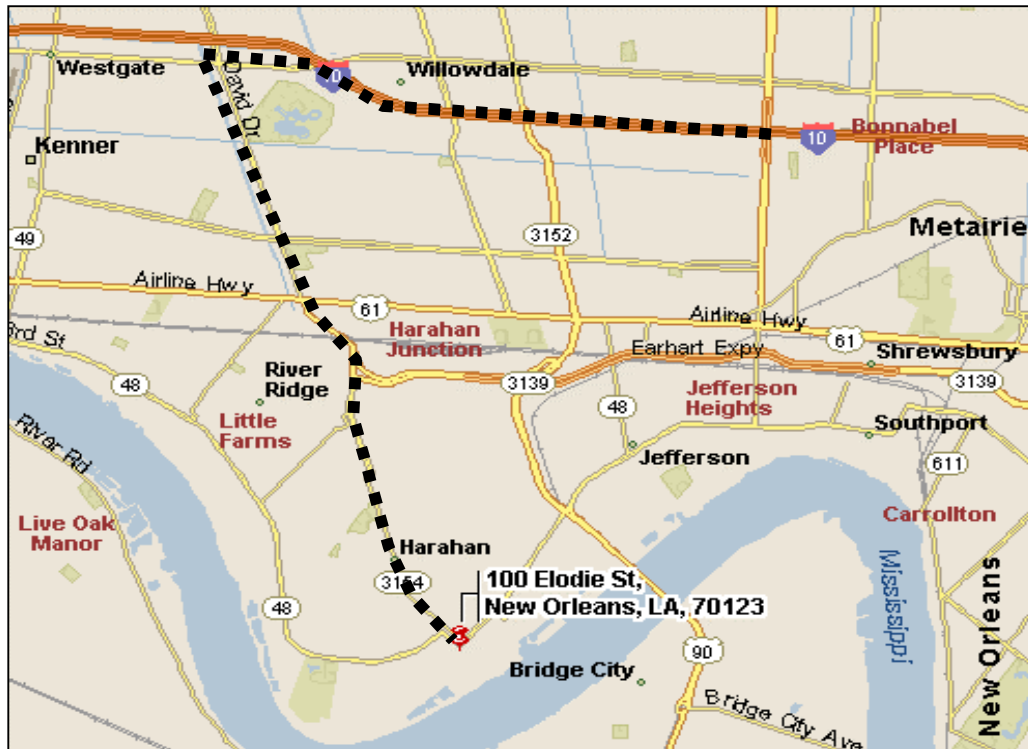 Westgate
David Dr
70
Willowdale
10
Bonnabel
Place
Kenner
49
3152
Metairie
Airline Hwy
61
Airline Hwy
61
3rd St
Harahan
Junction
Earhart Expy
Shrewsbury
River
Ridge
3139
3139
48
Little
Farms
48
Jefferson
Heights
Southport
River Rd
Jefferson
611
Live Oak
Manor
Carrollton
Harahan
3154
100 Elodie St,
New Orleans, LA, 70123
Mississippi
New Orleans
48
90
Bridge City
Bridge City Ave